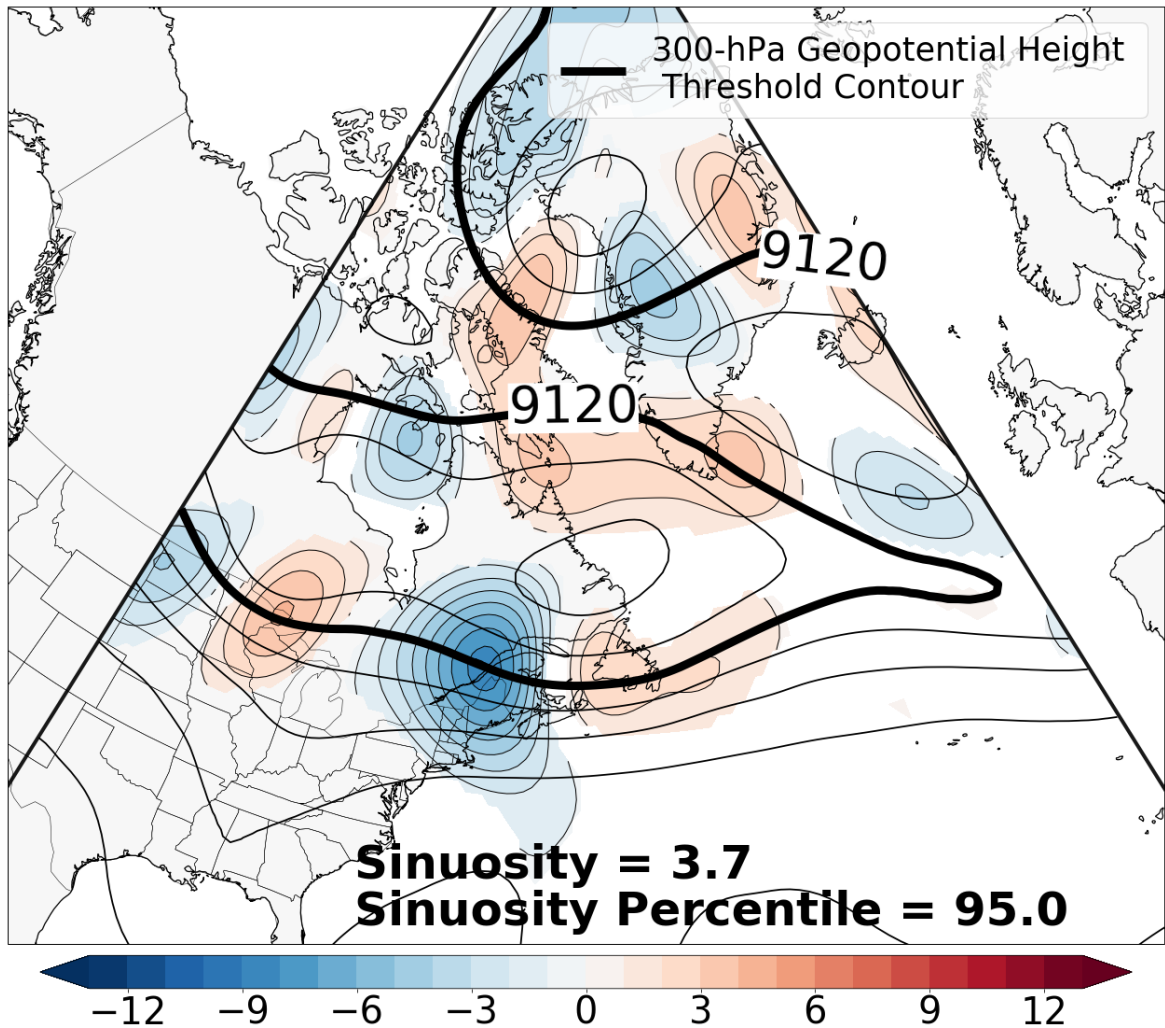 300-hPa Geopotential Height
Threshold Contour
9120
9120
Sinuosity = 3.7
Sinuosity Percentile = 95.0
−12 −9 −6 −3 0 3 6 9 12